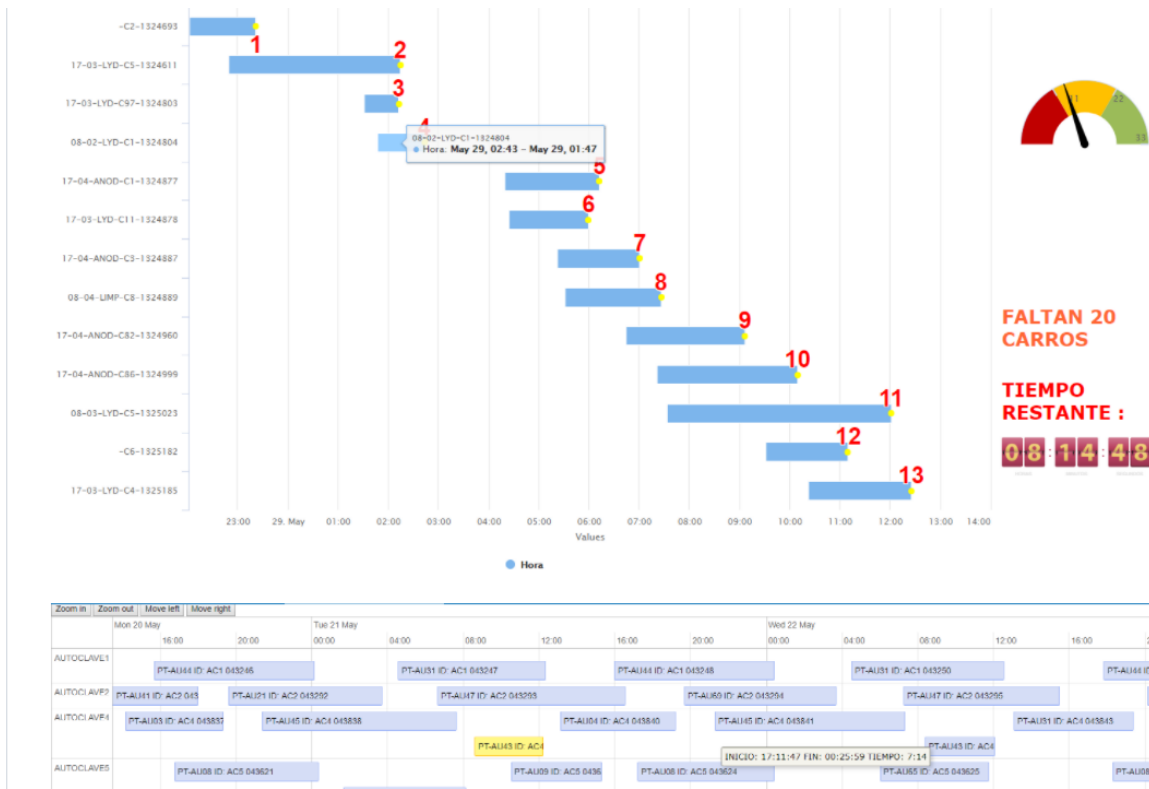 -C2-1324693
1
17-03-LYD-C5-1324611
2
17-03-LYD-C97-1324803
3
08-02-LYD-C1-1324804
4
08-02-LYD-C1-1324804
Hora: May 29, 02:43 - May 29, 01:47
17-04-ANOD-C1-1324877
5
17-03-LYD-C11-1324878
6
17-04-ANOD-C3-1324887
7
08-04-LIMP-C8-1324889
8
17-04-ANOD-C82-1324960
9
17-04-ANOD-C86-1324999
10
08-03-LYD-C5-1325023
11
-C6-1325182
12
17-03-LYD-C4-1325185
13
23:00 29. May 01:00 02:00 03:00 04:00 05:00 06:00 07:00 08:00 09:00 10:00 11:00 12:00 13:00 14:00
Values
Hora
11 22 33
FALTAN 20
CARROS
TIEMPO
RESTANTE :
08:14:48
Zoom in Zoom out Move left Move right
Mon 20 May Tue 21 May Wed 22 May
16:00 20:00 00:00 04:00 08:00 12:00 16:00 20:00 00:00 04:00 08:00 12:00 16:00
AUTOCLAVE1
PT-AU44 ID: AC1 043246 PT-AU31 ID: AC1 043247 PT-AU44 ID: AC1 043248 PT-AU31 ID: AC1 043250 PT-AU44 I
AUTOCLAVE2
PT-AU41 ID: AC2 043 PT-AU21 ID: AC2 043292 PT-AU47 ID: AC2 043293 PT-AU69 ID: AC2 043294 PT-AU47 ID: AC2 043295
AUTOCLAVE4
PT-AU03 ID: AC4 043837 PT-AU45 ID: AC4 043838 PT-AU04 ID: AC4 043840 PT-AU45 ID: AC4 043841 PT-AU31 ID: AC4 043843
PT-AU43 ID: AC4 PT-AU43 ID: AC4
INICIO: 17:11:47 FIN: 00:25:59 TIEMPO: 7:14
AUTOCLAVE5
PT-AU08 ID: AC5 043621 PT-AU09 ID: AC5 0436 PT-AU08 ID: AC5 043624 PT-AU65 ID: AC5 043625 PT-AU08